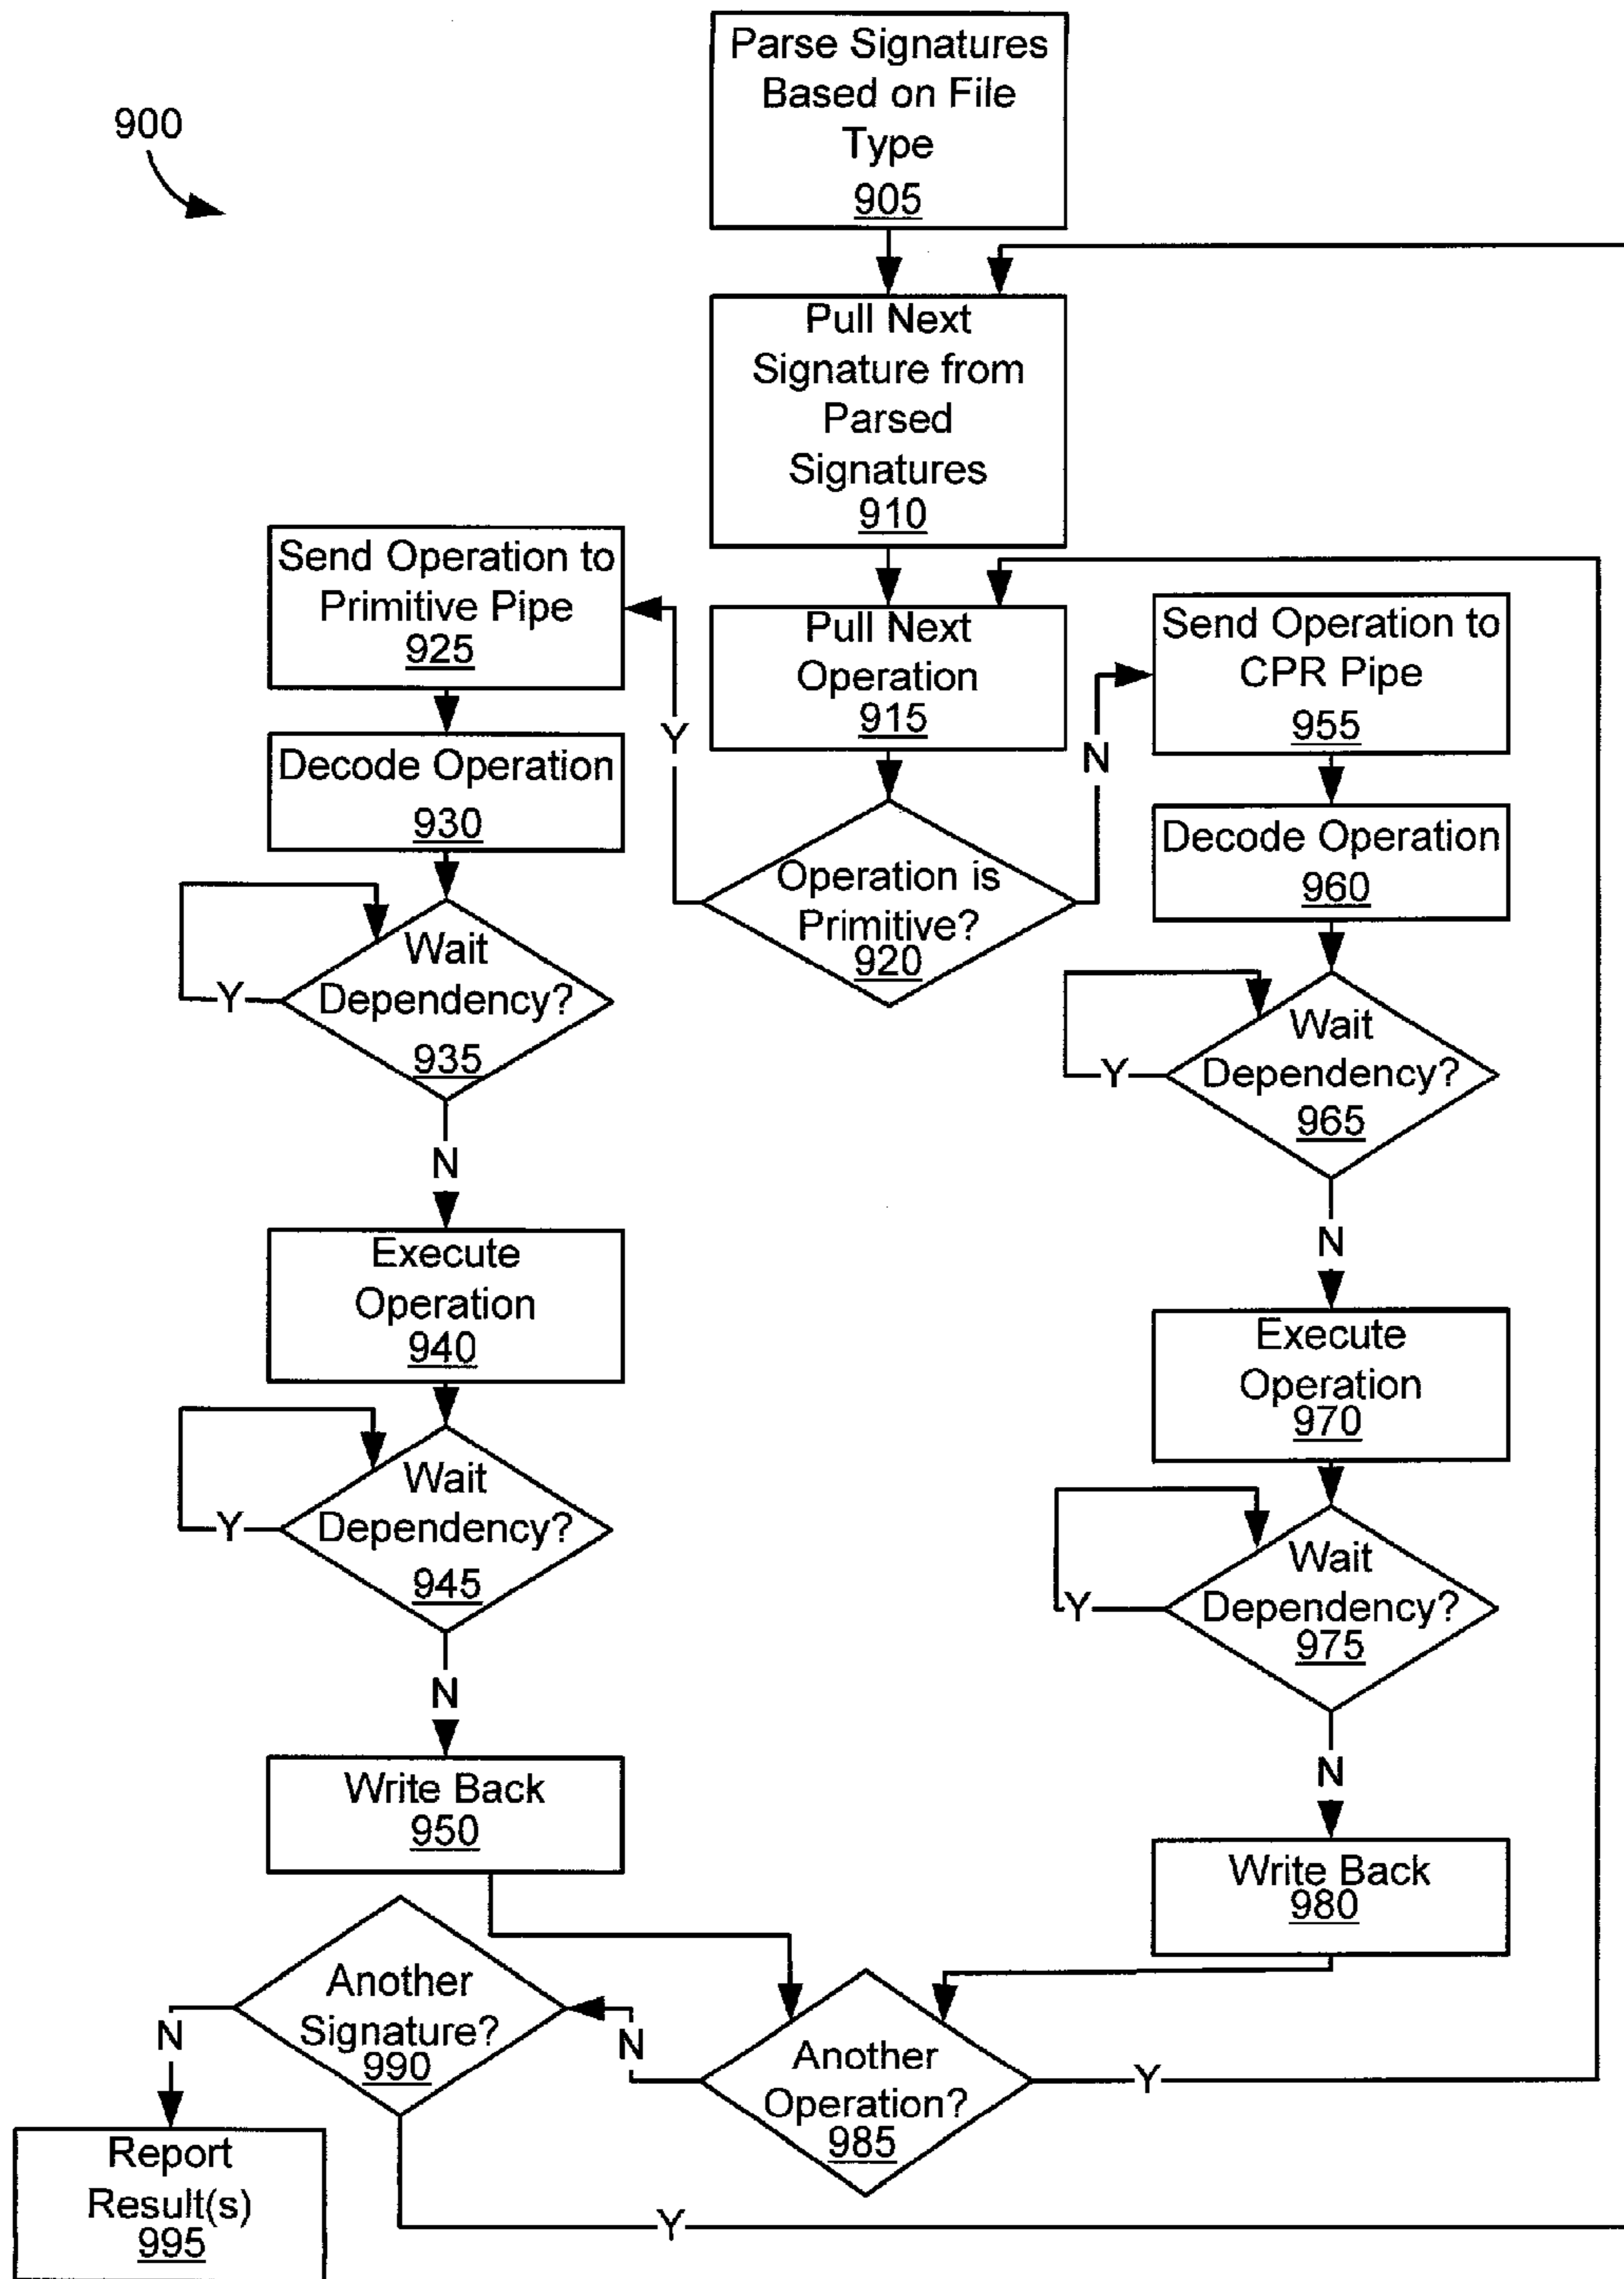 Parse Signatures
Based on File
Type
905
900
Pull Next
Signature from
Parsed
Signatures
910
Send Operation to
Primitive Pipe
925
Pull Next
Operation
915
Send Operation to
CPR Pipe
955
Y
N
Decode Operation
930
Operation is
Primitive?
920
Decode Operation
960
Wait
Dependency?
935
Y
N
Wait
Dependency?
965
Y
N
Execute
Operation
940
Execute
Operation
970
Wait
Dependency?
945
Y
N
Wait
Dependency?
975
Y
N
Write Back
950
Write Back
980
Another
Signature?
990
N
N
Another
Operation?
985
Y
Report
Result(s)
995
Y